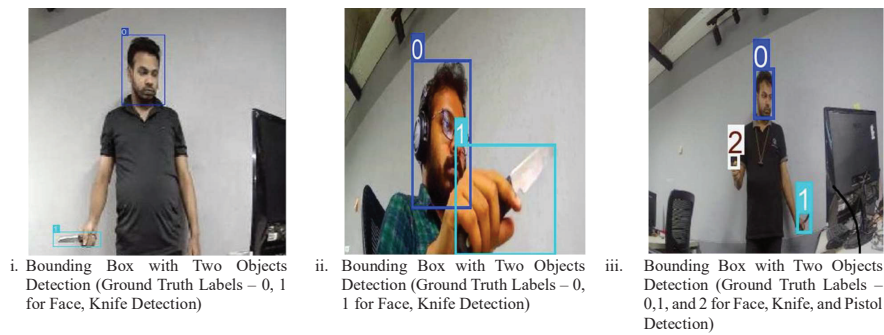 0
1
0
1
0
2
1
i. Bounding Box with Two Objects
Detection (Ground Truth Labels – 0, 1
for Face, Knife Detection)
ii. Bounding Box with Two Objects
Detection (Ground Truth Labels – 0,
1 for Face, Knife Detection)
iii. Bounding Box with Two Objects
Detection (Ground Truth Labels –
0,1, and 2 for Face, Knife, and Pistol
Detection)